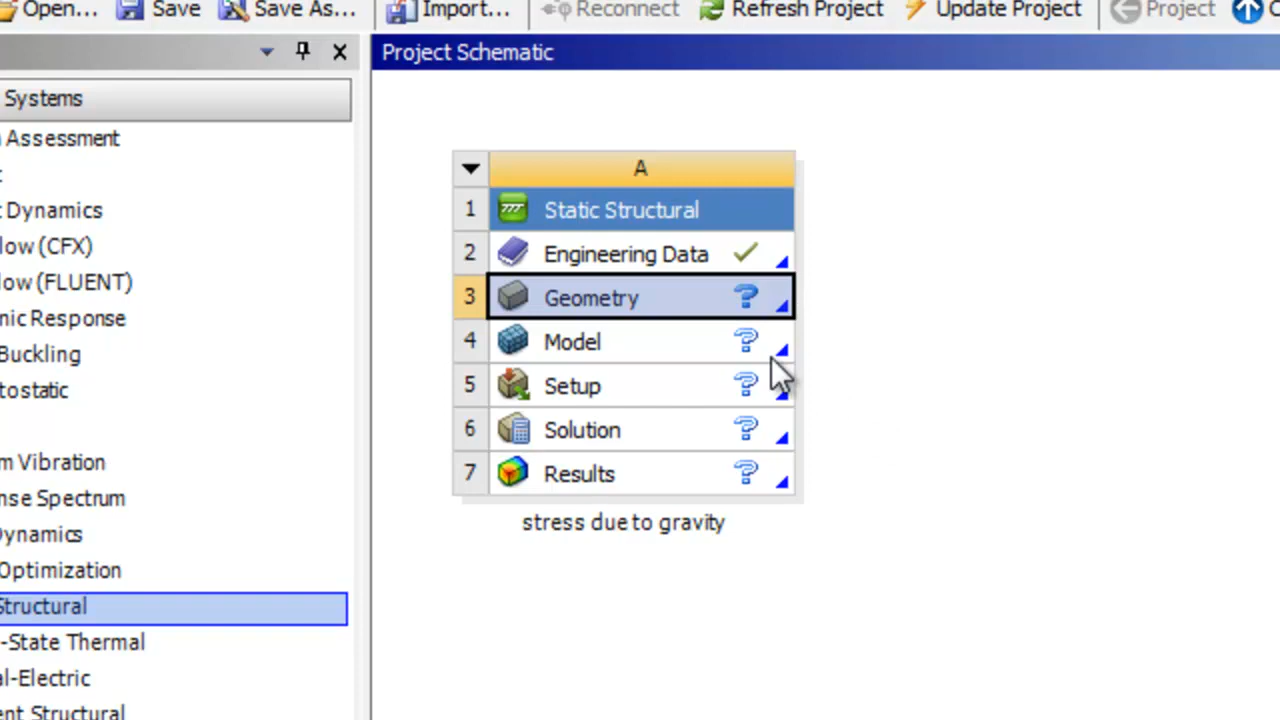 Open... Save Save As... Import... Reconnect Refresh Project Update Project Project
Project Schematic
Systems
Assessment
Dynamics
low (CFX)
low (FLUENT)
nic Response
Buckling
tostatic
m Vibration
nse Spectrum
Dynamics
Optimization
Structural
-State Thermal
al-Electric
ent Structural
A
1 Static Structural
2 Engineering Data
3 Geometry ?
4 Model ?
5 Setup ?
6 Solution ?
7 Results ?
stress due to gravity